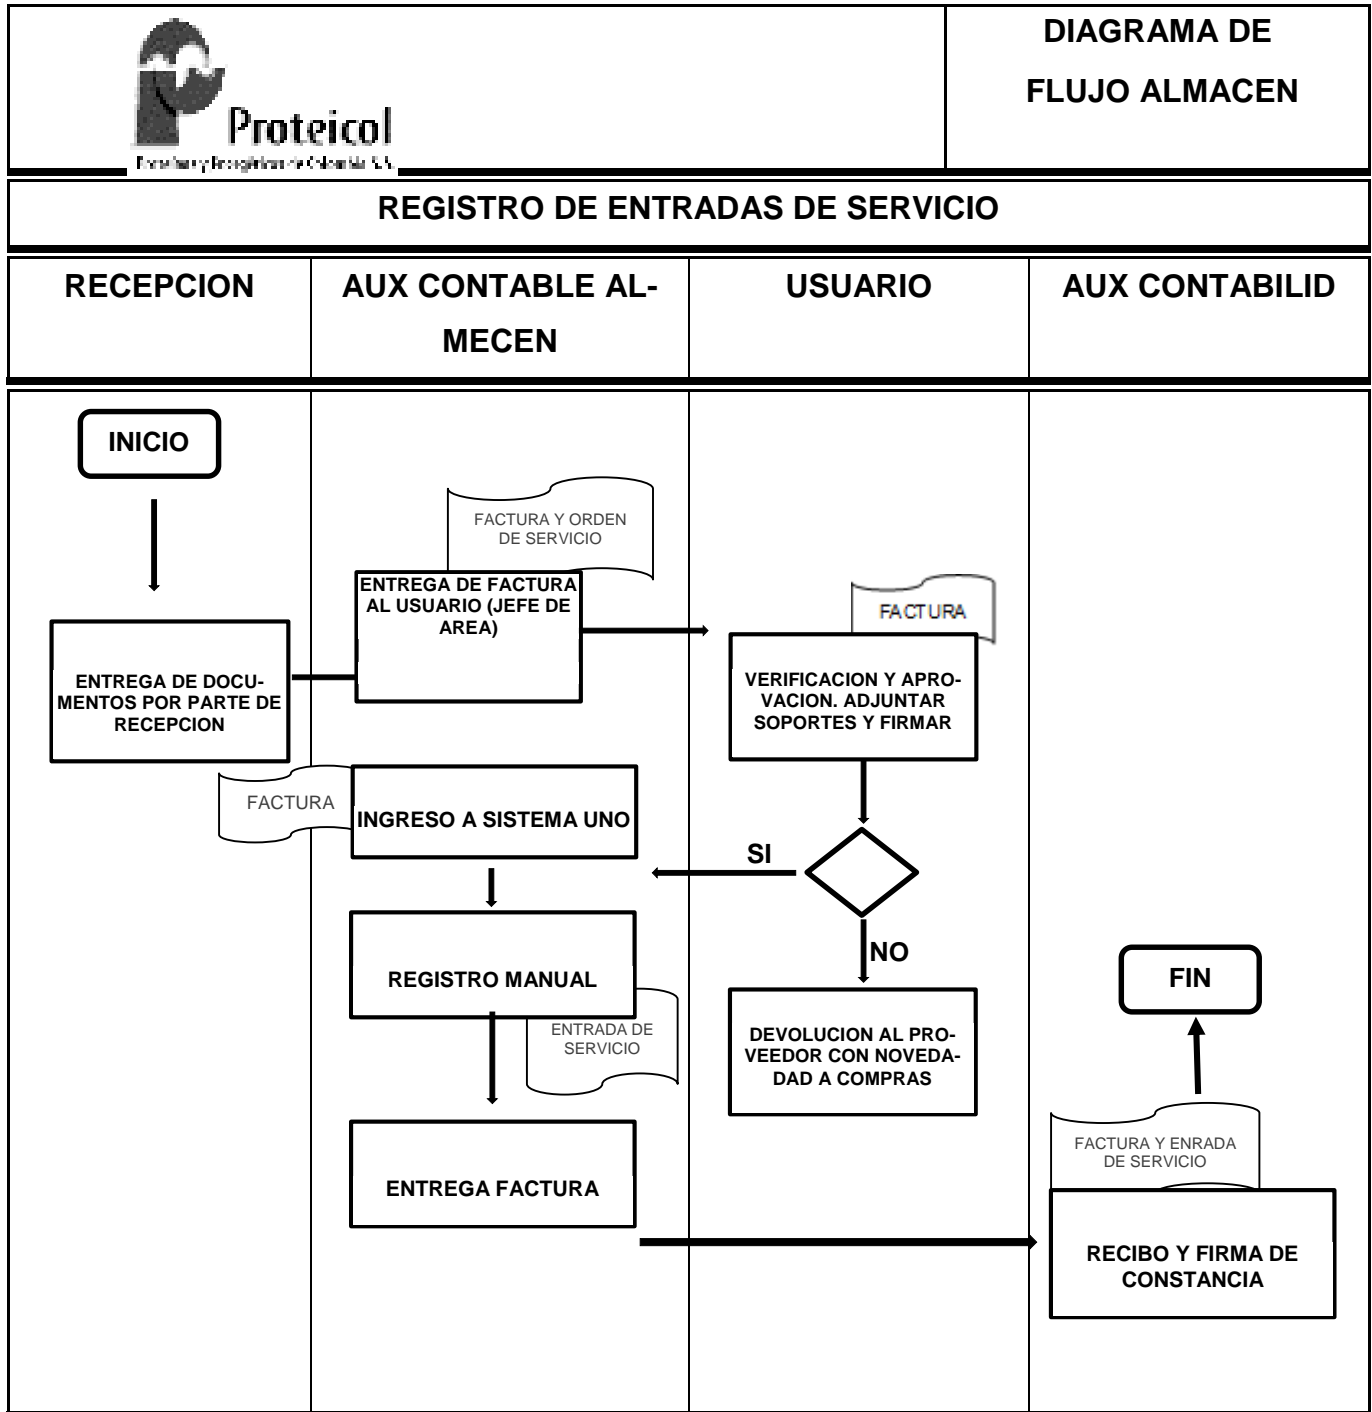 DIAGRAMA DE
FLUJO ALMACEN
Proteicol
REGISTRO DE ENTRADAS DE SERVICIO
RECEPCION
AUX CONTABLE AL-
MECEN
USUARIO
AUX CONTABILID
INICIO
FACTURA Y ORDEN
DE SERVICIO
ENTREGA DE FACTURA
AL USUARIO (JEFE DE
AREA)
FACTURA
ENTREGA DE DOCU-
MENTOS POR PARTE DE
RECEPCION
VERIFICACION Y APRO-
VACION. ADJUNTAR
SOPORTES Y FIRMAR
FACTURA
INGRESO A SISTEMA UNO
SI
NO
REGISTRO MANUAL
FIN
ENTRADA DE
SERVICIO
DEVOLUCION AL PRO-
VEEDOR CON NOVEDA-
DAD A COMPRAS
FACTURA Y ENRADA
DE SERVICIO
ENTREGA FACTURA
RECIBO Y FIRMA DE
CONSTANCIA